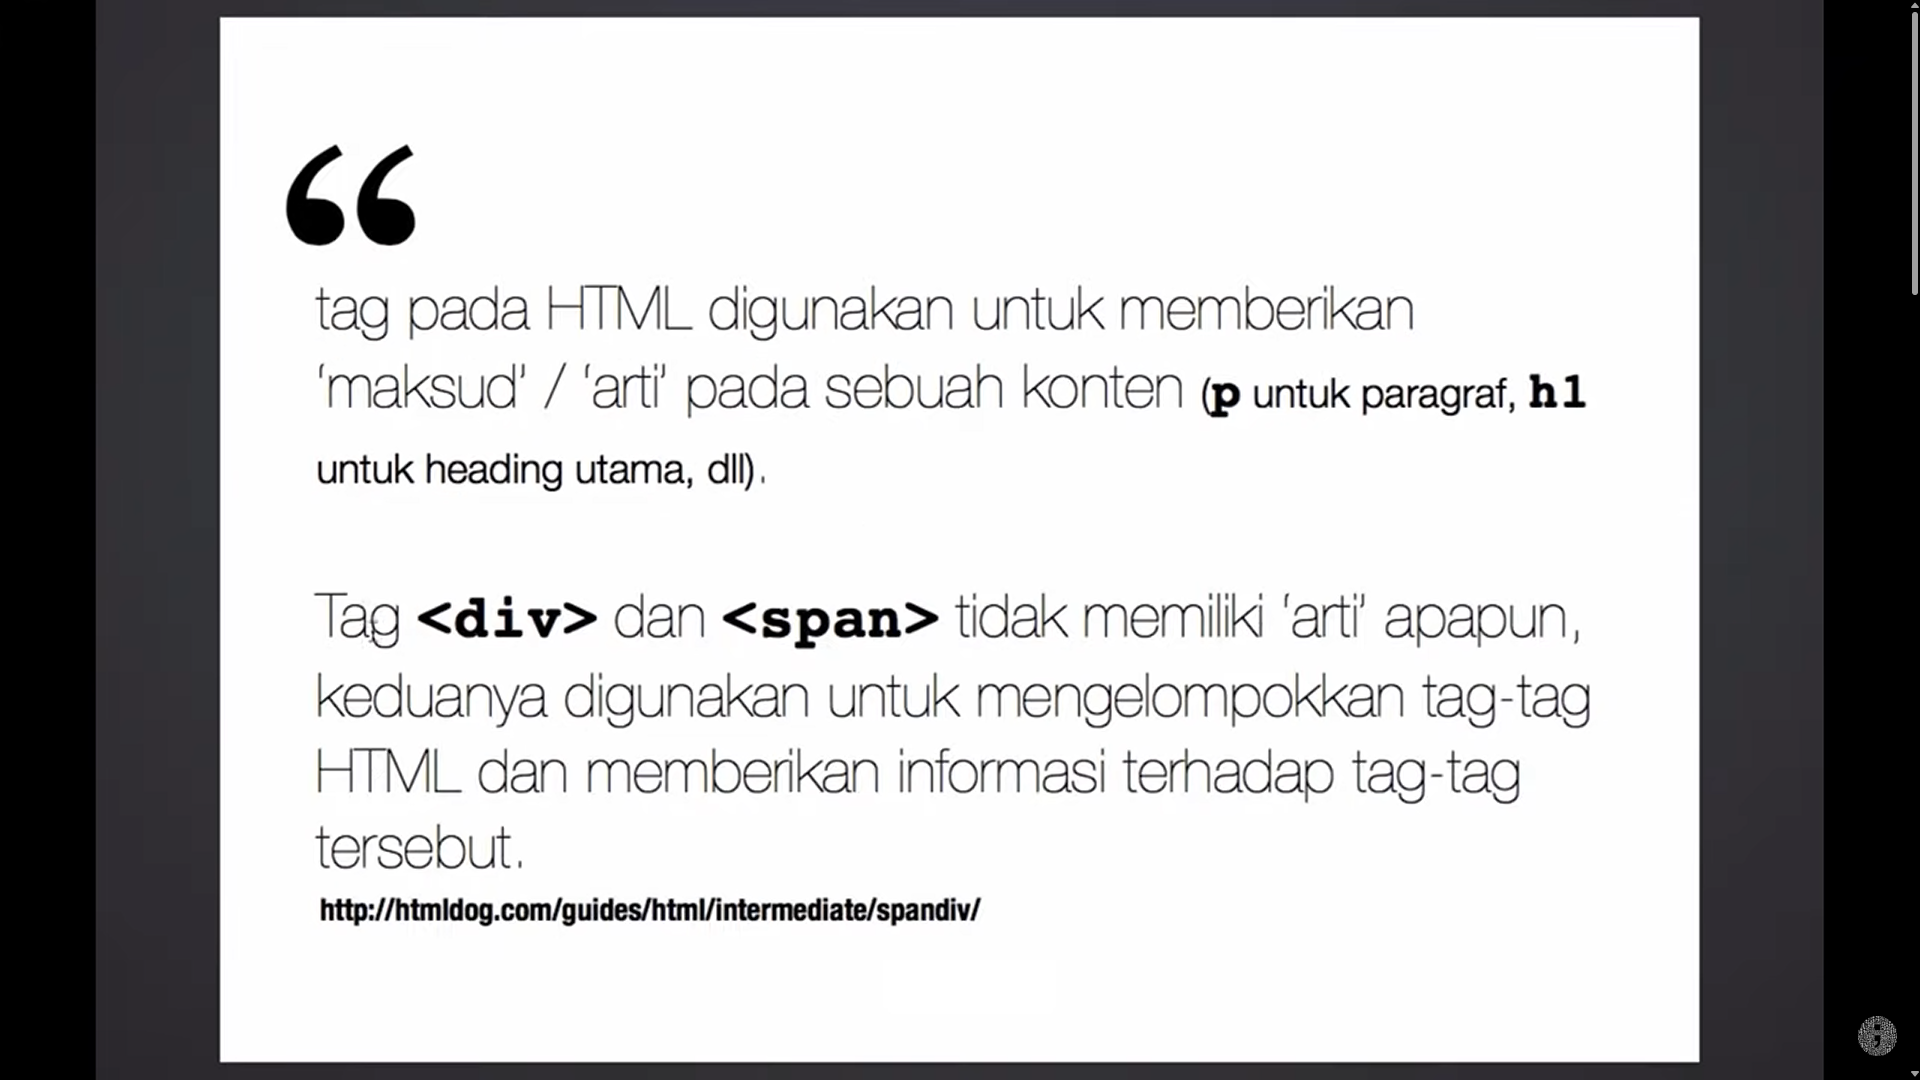 “
tag pada HTML digunakan untuk memberikan
‘maksud’ / ‘arti’ pada sebuah konten (p untuk paragraf, h1
untuk heading utama, dll).
Tag <div> dan <span> tidak memiliki ‘arti’ apapun,
keduanya digunakan untuk mengelompokkan tag-tag
HTML dan memberikan informasi terhadap tag-tag
tersebut.
http://htmldog.com/guides/html/intermediate/spandiv/